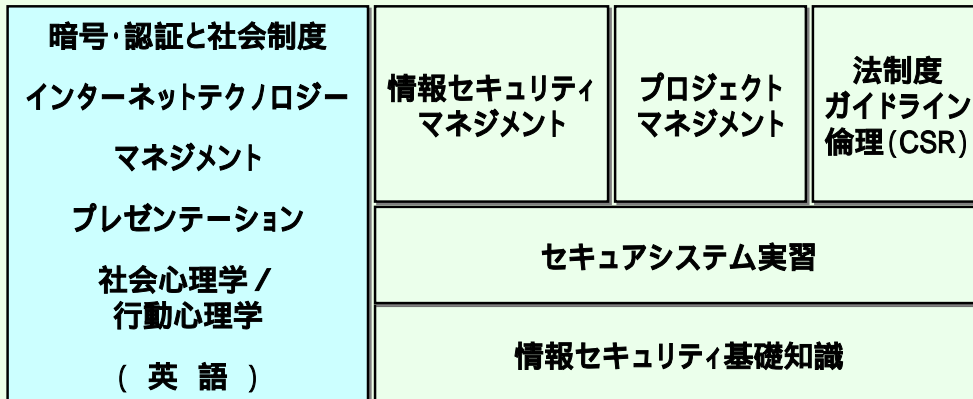 暗号・認証と社会制度
インターネットテクノロジー
マネジメント
プレゼンテーション
社会心理学 /
行動心理学
( 英 語 )
情報セキュリティ
マネジメント
プロジェクト
マネジメント
法制度
ガイドライン
倫理(CSR)
セキュアシステム実習
情報セキュリティ基礎知識